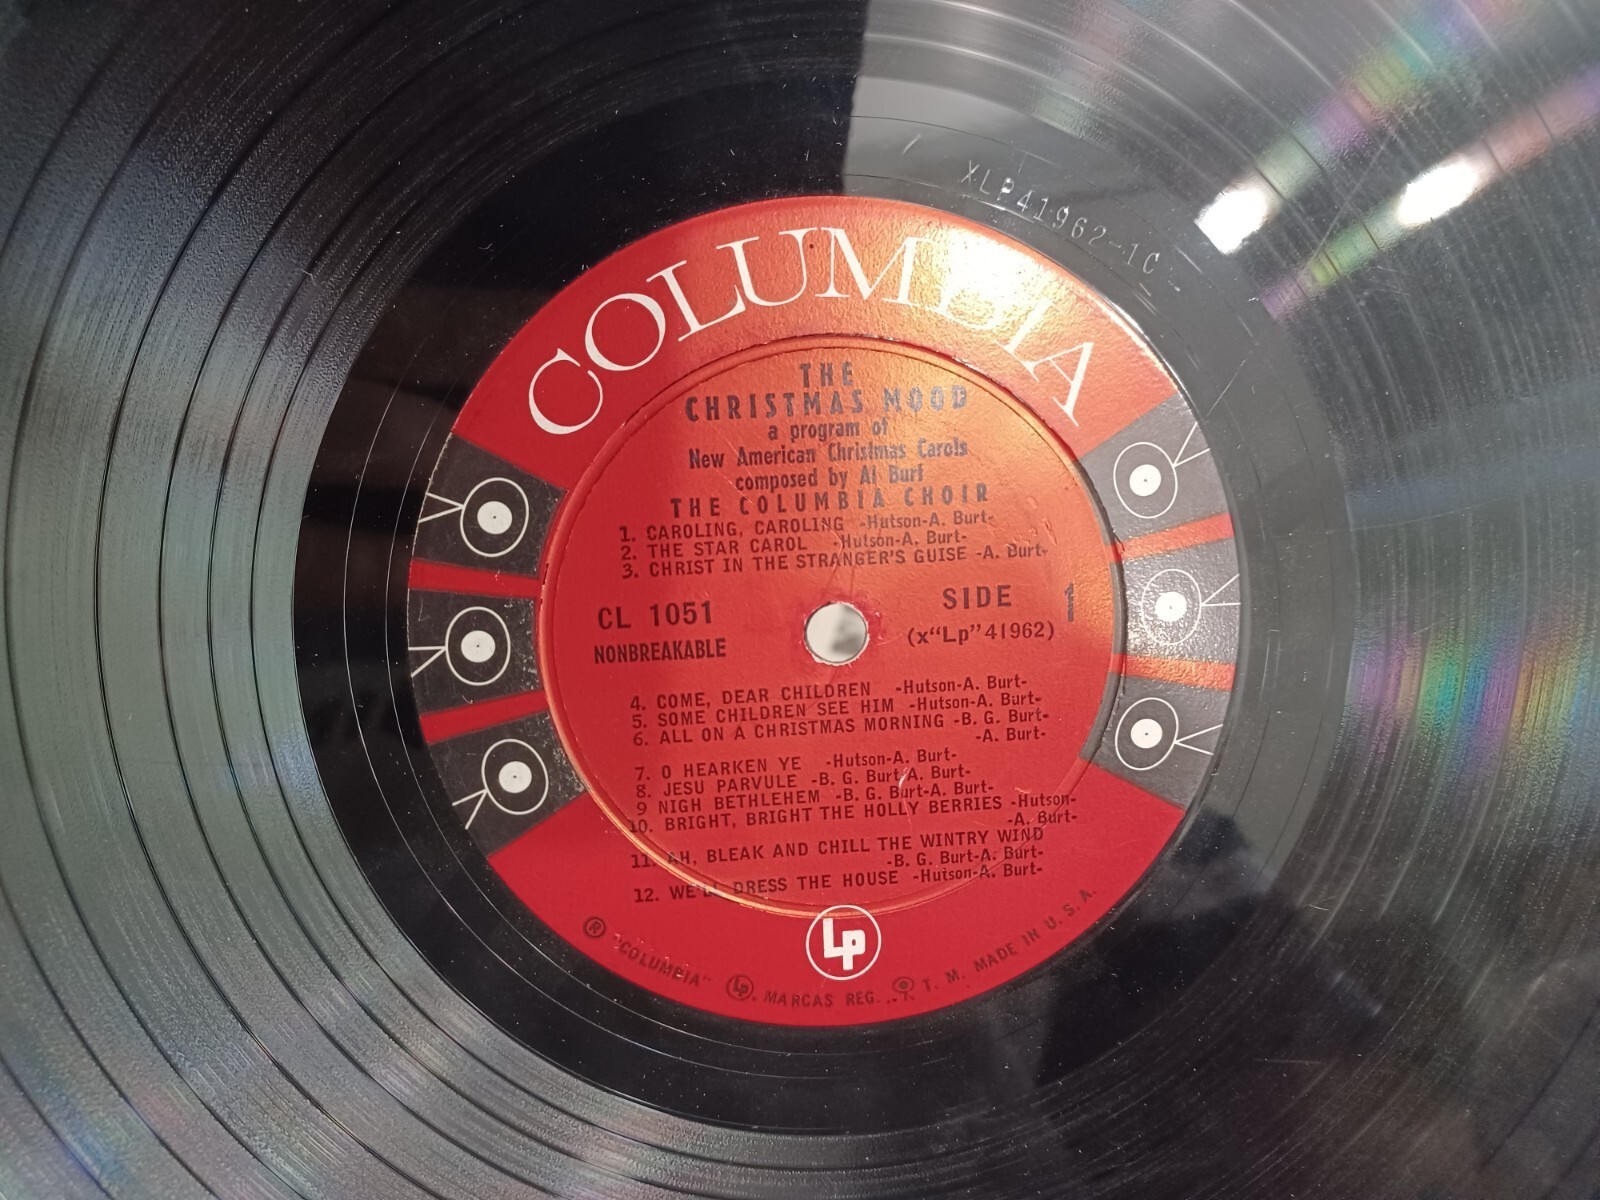 XLP41962-1C
COLUMBIA
THE
CHRISTMAS MOOD
a program of
New American Christmas Carols
composed by Al Burt
THE COLUMBIA CHOIR
1. CAROLING, CAROLING -Hutson-A. Burt-
2. THE STAR CAROL -Hutson-A. Burt-
3. CHRIST IN THE STRANGER'S GUISE -A. Burt-
CL 1051 SIDE 1
NONBREAKABLE (x"Lp"41962)
4. COME, DEAR CHILDREN -Hutson-A. Burt-
5. SOME CHILDREN SEE HIM -Hutson-A. Burt-
6. ALL ON A CHRISTMAS MORNING -B. G. Burt-
-A. Burt-
7. O HEARKEN YE -Hutson-A. Burt-
8. JESU PARVULE -B. G. Burt-A. Burt-
9 NIGH BETHLEHEM -B. G. Burt-A. Burt-
10. BRIGHT, BRIGHT THE HOLLY BERRIES -Hutson-
-A. Burt-
11. AH, BLEAK AND CHILL THE WINTRY WIND
-B. G. Burt-A. Burt-
12. WE'LL DRESS THE HOUSE -Hutson-A. Burt-
Lp
® "COLUMBIA" Lp. MARCAS REG. T. M. MADE IN U. S. A.